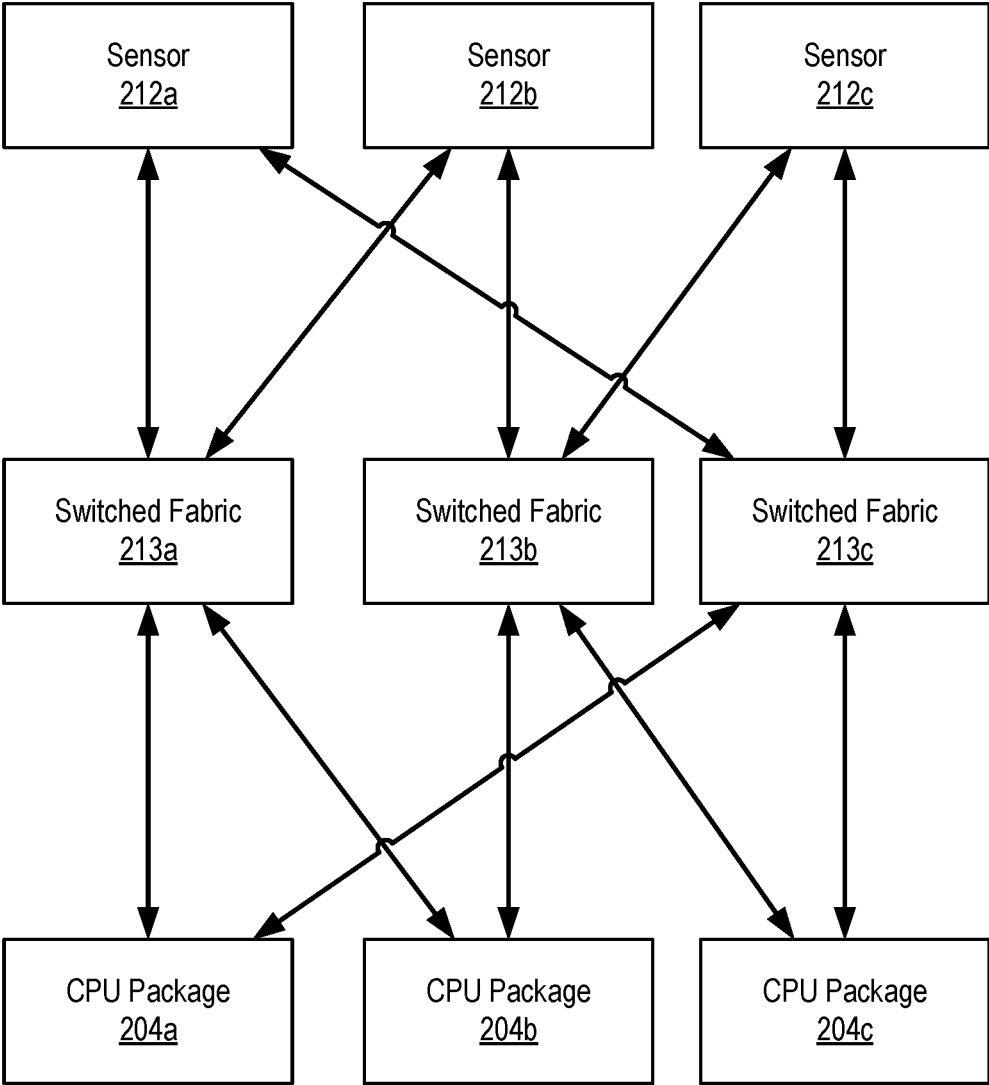 Sensor
212a
Sensor
212b
Sensor
212c
Switched Fabric
213a
Switched Fabric
213b
Switched Fabric
213c
CPU Package
204a
CPU Package
204b
CPU Package
204c